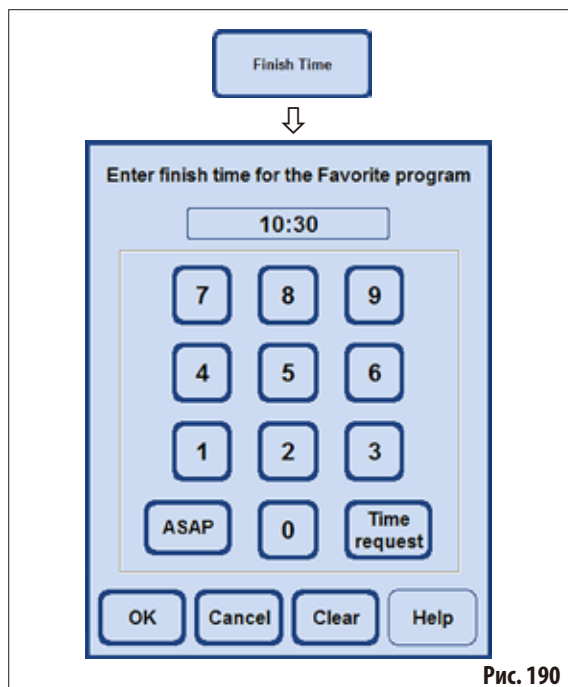 Finish Time
Enter finish time for the Favorite program
10:30
7 8 9
4 5 6
1 2 3
ASAP 0 Time request
OK Cancel Clear Help
Рис. 190